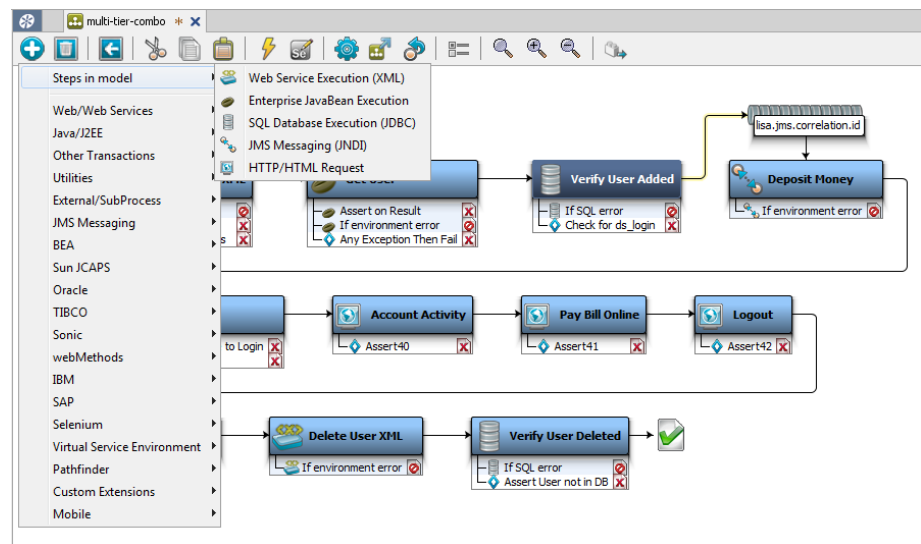 multi-tier-combo
Se
Steps in model
Web/Web Services
Java/J2EE
Other Transactions
Utilities
External/SubProcess
JMS Messaging
BEA
Sun JCAPS
Oracle
TIBCO
Sonic
webMethods
IBM
SAP
Selenium
Virtual Service Environment
Pathfinder
Custom Extensions
Mobile
Web Service Execution (XML)
Enterprise JavaBean Execution
SQL Database Execution (JDBC)
JMS Messaging (JNDI)
HTTP/HTML Request
Get User
Assert on Result
If environment error
Any Exception Then Fail
Verify User Added
If SQL error
Check for ds_login
lisa.jms.correlation.id
Deposit Money
If environment error
to Login
Account Activity
Assert40
Pay Bill Online
Assert41
Logout
Assert42
Delete User XML
If environment error
Verify User Deleted
If SQL error
Assert User not in DB